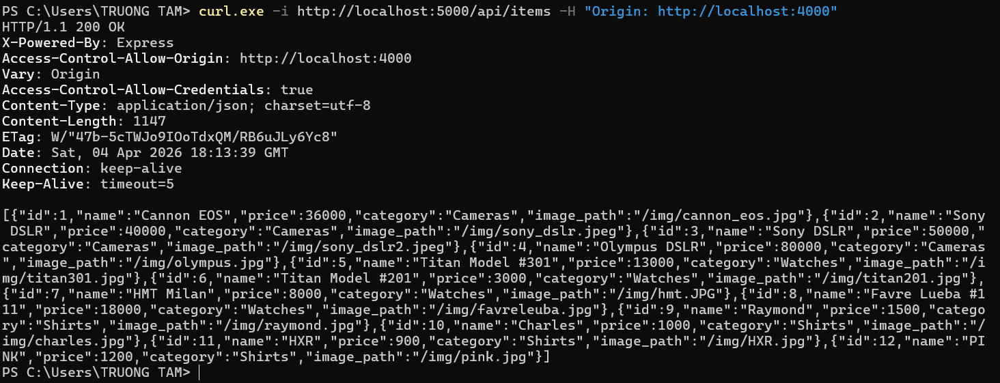 PS C:\Users\TRUONG TAM> curl.exe -i http://localhost:5000/api/items -H "Origin: http://localhost:4000"
HTTP/1.1 200 OK
X-Powered-By: Express
Access-Control-Allow-Origin: http://localhost:4000
Vary: Origin
Access-Control-Allow-Credentials: true
Content-Type: application/json; charset=utf-8
Content-Length: 1147
ETag: W/"47b-5cTWJo9IOoTdxQM/RB6uJLy6Yc8"
Date: Sat, 04 Apr 2026 18:13:39 GMT
Connection: keep-alive
Keep-Alive: timeout=5

[{"id":1,"name":"Cannon EOS","price":36000,"category":"Cameras","image_path":"/img/cannon_eos.jpg"},{"id":2,"name":"Sony
 DSLR","price":40000,"category":"Cameras","image_path":"/img/sony_dslr.jpeg"},{"id":3,"name":"Sony DSLR","price":50000,"
category":"Cameras","image_path":"/img/sony_dslr2.jpeg"},{"id":4,"name":"Olympus DSLR","price":80000,"category":"Cameras
","image_path":"/img/olympus.jpg"},{"id":5,"name":"Titan Model #301","price":13000,"category":"Watches","image_path":"/i
mg/titan301.jpg"},{"id":6,"name":"Titan Model #201","price":3000,"category":"Watches","image_path":"/img/titan201.jpg"},
{"id":7,"name":"HMT Milan","price":8000,"category":"Watches","image_path":"/img/hmt.JPG"},{"id":8,"name":"Favre Lueba #1
11","price":18000,"category":"Watches","image_path":"/img/favreleuba.jpg"},{"id":9,"name":"Raymond","price":1500,"catego
ry":"Shirts","image_path":"/img/raymond.jpg"},{"id":10,"name":"Charles","price":1000,"category":"Shirts","image_path":"/
img/charles.jpg"},{"id":11,"name":"HXR","price":900,"category":"Shirts","image_path":"/img/HXR.jpg"},{"id":12,"name":"PI
NK","price":1200,"category":"Shirts","image_path":"/img/pink.jpg"}]
PS C:\Users\TRUONG TAM>